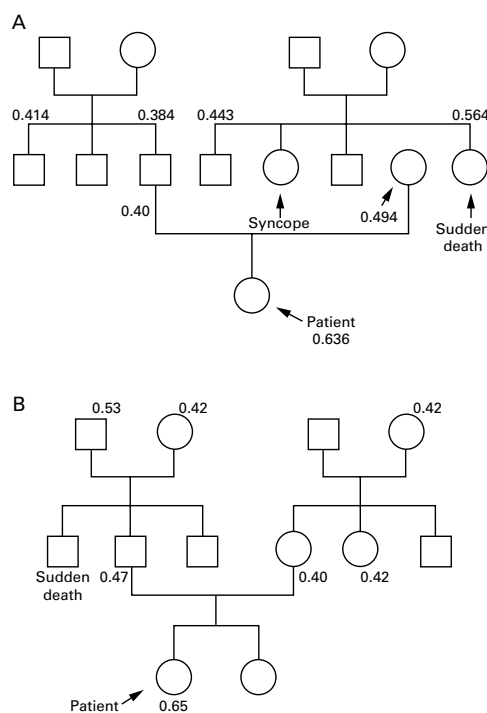 A
0.414 0.384 0.443 0.564
0.40
Syncope
0.494
Sudden
death
Patient
0.636
B
0.53 0.42 0.42
Sudden
death
0.47 0.40 0.42
Patient 0.65